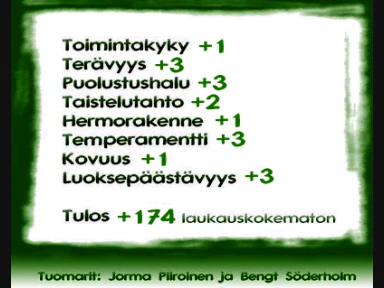 Toimintakyky +1
Terävyys +3
Puolustushalu +3
Taistelutahto +2
Hermorakenne +1
Temperamentti +3
Kovuus +1
Luoksepäästävyys +3
Tulos +174 laukauskokematon
Tuomarit: Jorma Piiroinen ja Bengt Söderholm